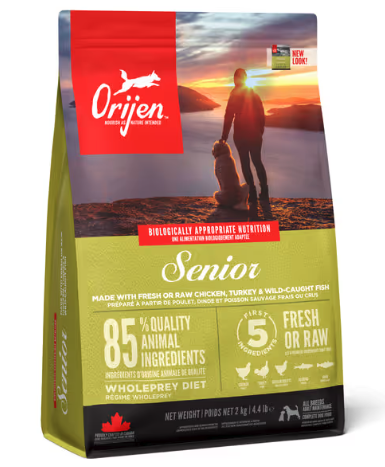 NEW
LOOK!
Orijen
NOURISH AS NATURE INTENDED
BIOLOGICALLY APPROPRIATE NUTRITION
UNE ALIMENTATION BIOLOGIQUEMENT ADAPTÉE
Senior
MADE WITH FRESH OR RAW CHICKEN, TURKEY & WILD-CAUGHT FISH
PRÉPARÉ À PARTIR DE POULET, DINDE ET POISSON SAUVAGE FRAIS OU CRUS
85% QUALITY
ANIMAL
INGREDIENTS
INGRÉDIENTS D'ORIGINE ANIMALE DE QUALITÉ
WHOLEPREY DIET
RÉGIME WHOLEPREY
FIRST
5
INGREDIENTS
FRESH
OR RAW
NET WEIGHT | POIDS NET 2 kg | 4.4 lb
ALL BREEDS
Senior